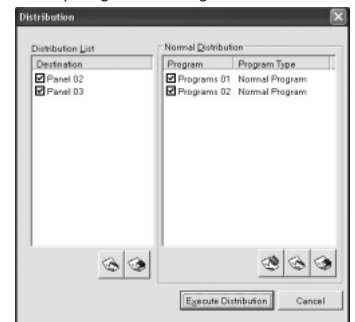 Distribution
Distribution List
Destination
Panel 02
Panel 03
Normal Distribution
Program Program Type
Programs 01 Normal Program
Programs 02 Normal Program
Execute Distribution Cancel